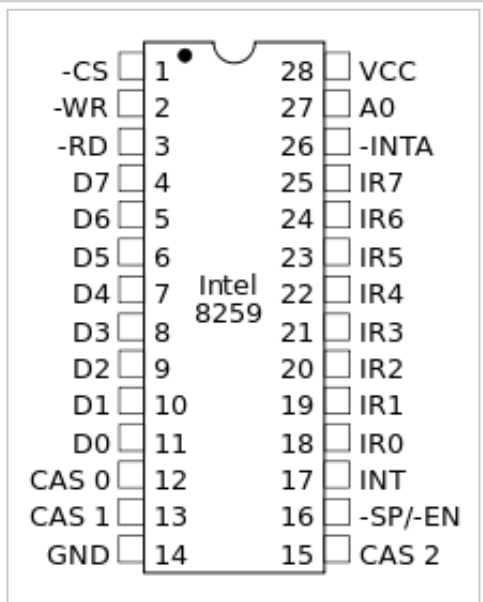 -CS 1 28 VCC
-WR 2 27 A0
-RD 3 26 -INTA
D7 4 25 IR7
D6 5 24 IR6
D5 6 23 IR5
D4 7 22 IR4
Intel
8259
D3 8 21 IR3
D2 9 20 IR2
D1 10 19 IR1
D0 11 18 IR0
CAS 0 12 17 INT
CAS 1 13 16 -SP/-EN
GND 14 15 CAS 2